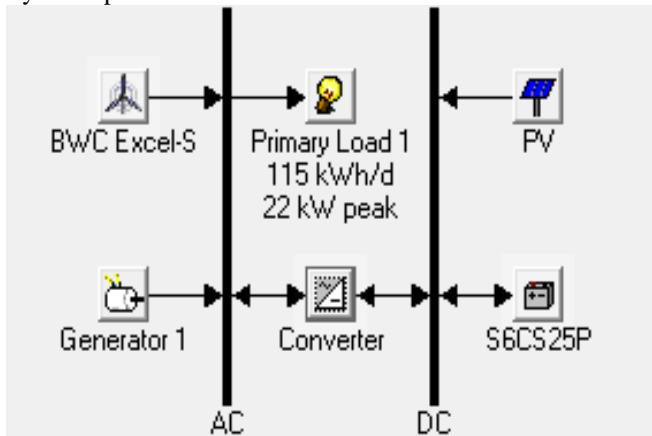 BWC Excel-S
Primary Load 1
115 kWh/d
22 kW peak
PV
Generator 1
Converter
S6CS25P
AC
DC